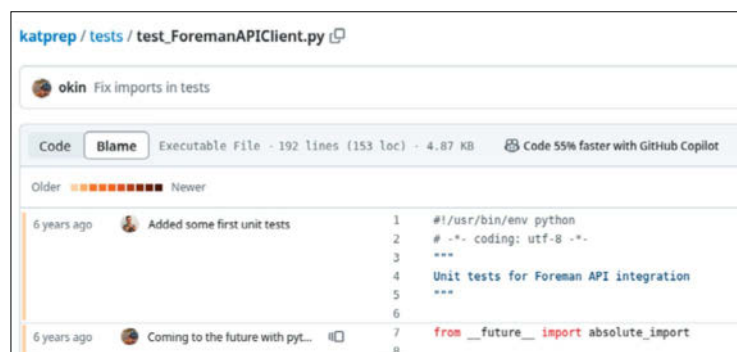 katprep / tests / test_ForemanAPIClient.py
okin Fix imports in tests
Code Blame Executable File · 192 lines (153 loc) · 4.87 KB Code 55% faster with GitHub Copilot
Older Newer
6 years ago Added some first unit tests 1 #!/usr/bin/env python
2 # -*- coding: utf-8 -*-
3 """
4 Unit tests for Foreman API integration
5 """
6
6 years ago Coming to the future with pyt... 7 from __future__ import absolute_import
8